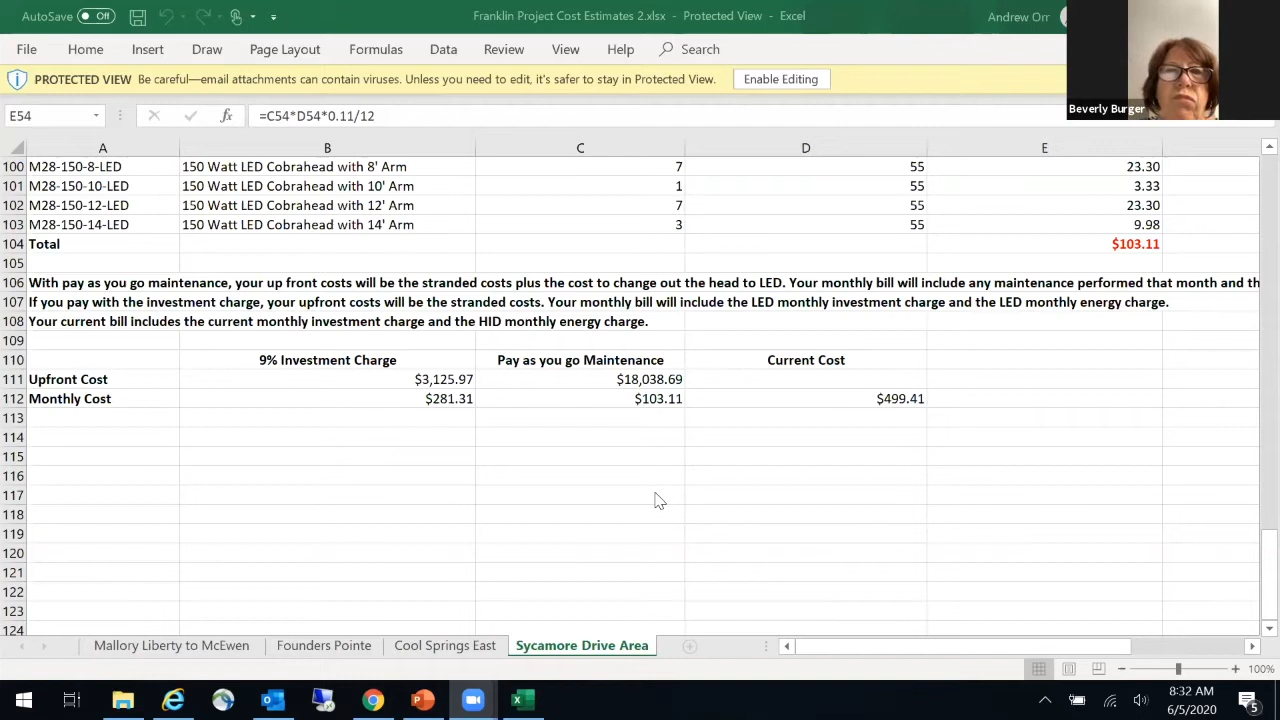 AutoSave Off Franklin Project Cost Estimates 2.xlsx - Protected View - Excel Andrew Orr
File Home Insert Draw Page Layout Formulas Data Review View Help Search
PROTECTED VIEW Be careful—email attachments can contain viruses. Unless you need to edit, it's safer to stay in Protected View. Enable Editing
Beverly Burger
E54 fx =C54*D54*0.11/12
A B C D E
100 M28-150-8-LED 150 Watt LED Cobrahead with 8' Arm 7 55 23.30
101 M28-150-10-LED 150 Watt LED Cobrahead with 10' Arm 1 55 3.33
102 M28-150-12-LED 150 Watt LED Cobrahead with 12' Arm 7 55 23.30
103 M28-150-14-LED 150 Watt LED Cobrahead with 14' Arm 3 55 9.98
104 Total $103.11
105
106 With pay as you go maintenance, your up front costs will be the stranded costs plus the cost to change out the head to LED. Your monthly bill will include any maintenance performed that month and th
107 If you pay with the investment charge, your upfront costs will be the stranded costs. Your monthly bill will include the LED monthly investment charge and the LED monthly energy charge.
108 Your current bill includes the current monthly investment charge and the HID monthly energy charge.
109
110 9% Investment Charge Pay as you go Maintenance Current Cost
111 Upfront Cost $3,125.97 $18,038.69
112 Monthly Cost $281.31 $103.11 $499.41
113
114
115
116
117
118
119
120
121
122
123
124
Mallory Liberty to McEwen Founders Pointe Cool Springs East Sycamore Drive Area
100%
8:32 AM
6/5/2020 5